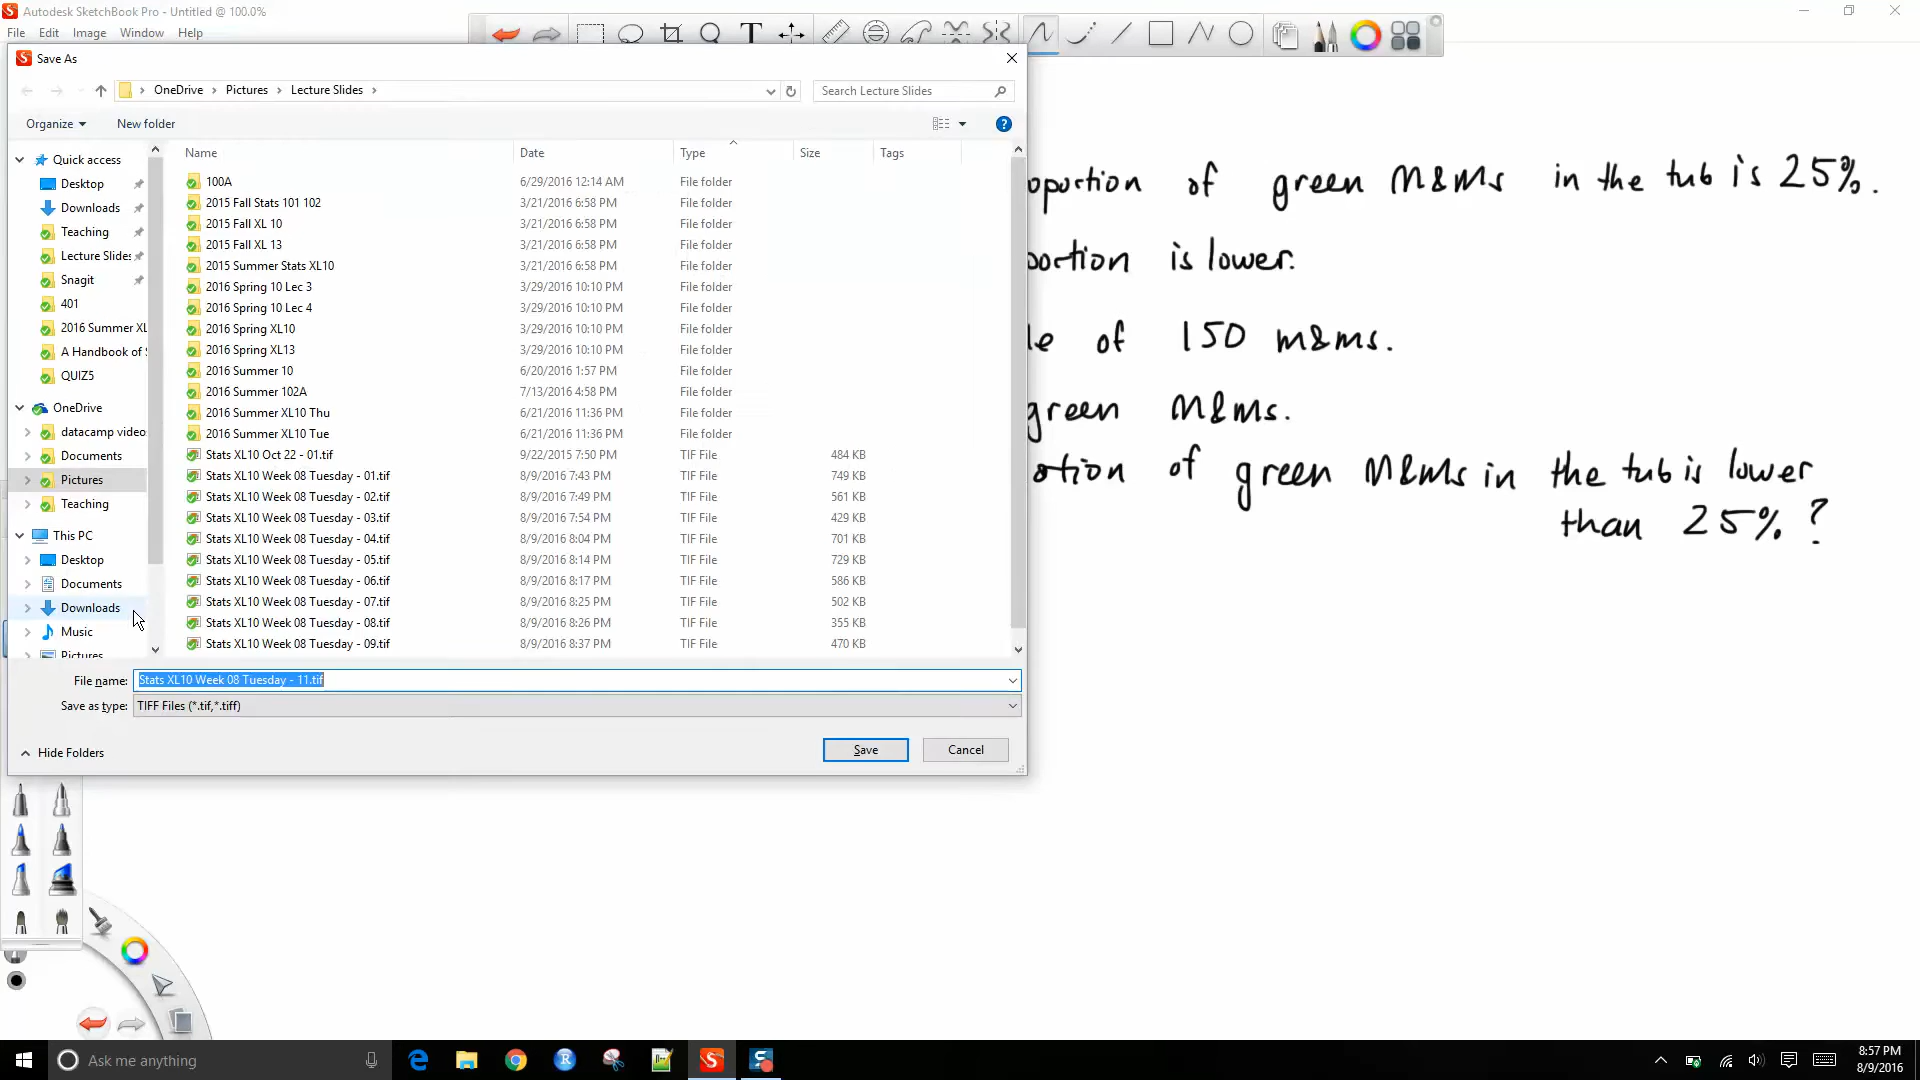 Autodesk SketchBook Pro - Untitled @ 100.0%
File Edit Image Window Help
Save As
OneDrive Pictures Lecture Slides
Search Lecture Slides
Organize New folder
Name Date Type Size Tags
Quick access
Desktop
Downloads
Teaching
Lecture Slides
Snagit
401
2016 Summer XL
A Handbook of S
QUIZ5
OneDrive
datacamp video
Documents
Pictures
Teaching
This PC
Desktop
Documents
Downloads
Music
Pictures
100A 6/29/2016 12:14 AM File folder
2015 Fall Stats 101 102 3/21/2016 6:58 PM File folder
2015 Fall XL 10 3/21/2016 6:58 PM File folder
2015 Fall XL 13 3/21/2016 6:58 PM File folder
2015 Summer Stats XL10 3/21/2016 6:58 PM File folder
2016 Spring 10 Lec 3 3/29/2016 10:10 PM File folder
2016 Spring 10 Lec 4 3/29/2016 10:10 PM File folder
2016 Spring XL10 3/29/2016 10:10 PM File folder
2016 Spring XL13 3/29/2016 10:10 PM File folder
2016 Summer 10 6/20/2016 1:57 PM File folder
2016 Summer 102A 7/13/2016 4:58 PM File folder
2016 Summer XL10 Thu 6/21/2016 11:36 PM File folder
2016 Summer XL10 Tue 6/21/2016 11:36 PM File folder
Stats XL10 Oct 22 - 01.tif 9/22/2015 7:50 PM TIF File 484 KB
Stats XL10 Week 08 Tuesday - 01.tif 8/9/2016 7:43 PM TIF File 749 KB
Stats XL10 Week 08 Tuesday - 02.tif 8/9/2016 7:49 PM TIF File 561 KB
Stats XL10 Week 08 Tuesday - 03.tif 8/9/2016 7:54 PM TIF File 429 KB
Stats XL10 Week 08 Tuesday - 04.tif 8/9/2016 8:04 PM TIF File 701 KB
Stats XL10 Week 08 Tuesday - 05.tif 8/9/2016 8:14 PM TIF File 729 KB
Stats XL10 Week 08 Tuesday - 06.tif 8/9/2016 8:17 PM TIF File 586 KB
Stats XL10 Week 08 Tuesday - 07.tif 8/9/2016 8:25 PM TIF File 502 KB
Stats XL10 Week 08 Tuesday - 08.tif 8/9/2016 8:26 PM TIF File 355 KB
Stats XL10 Week 08 Tuesday - 09.tif 8/9/2016 8:37 PM TIF File 470 KB
File name: Stats XL10 Week 08 Tuesday - 11.tif
Save as type: TIFF Files (*.tif,*.tiff)
Hide Folders
Save Cancel
oportion of green M&Ms in the tub is 25%.
portion is lower.
le of 150 m&ms.
green M&Ms.
otion of green M&Ms in the tub is lower
than 25% ?
Ask me anything
8:57 PM
8/9/2016